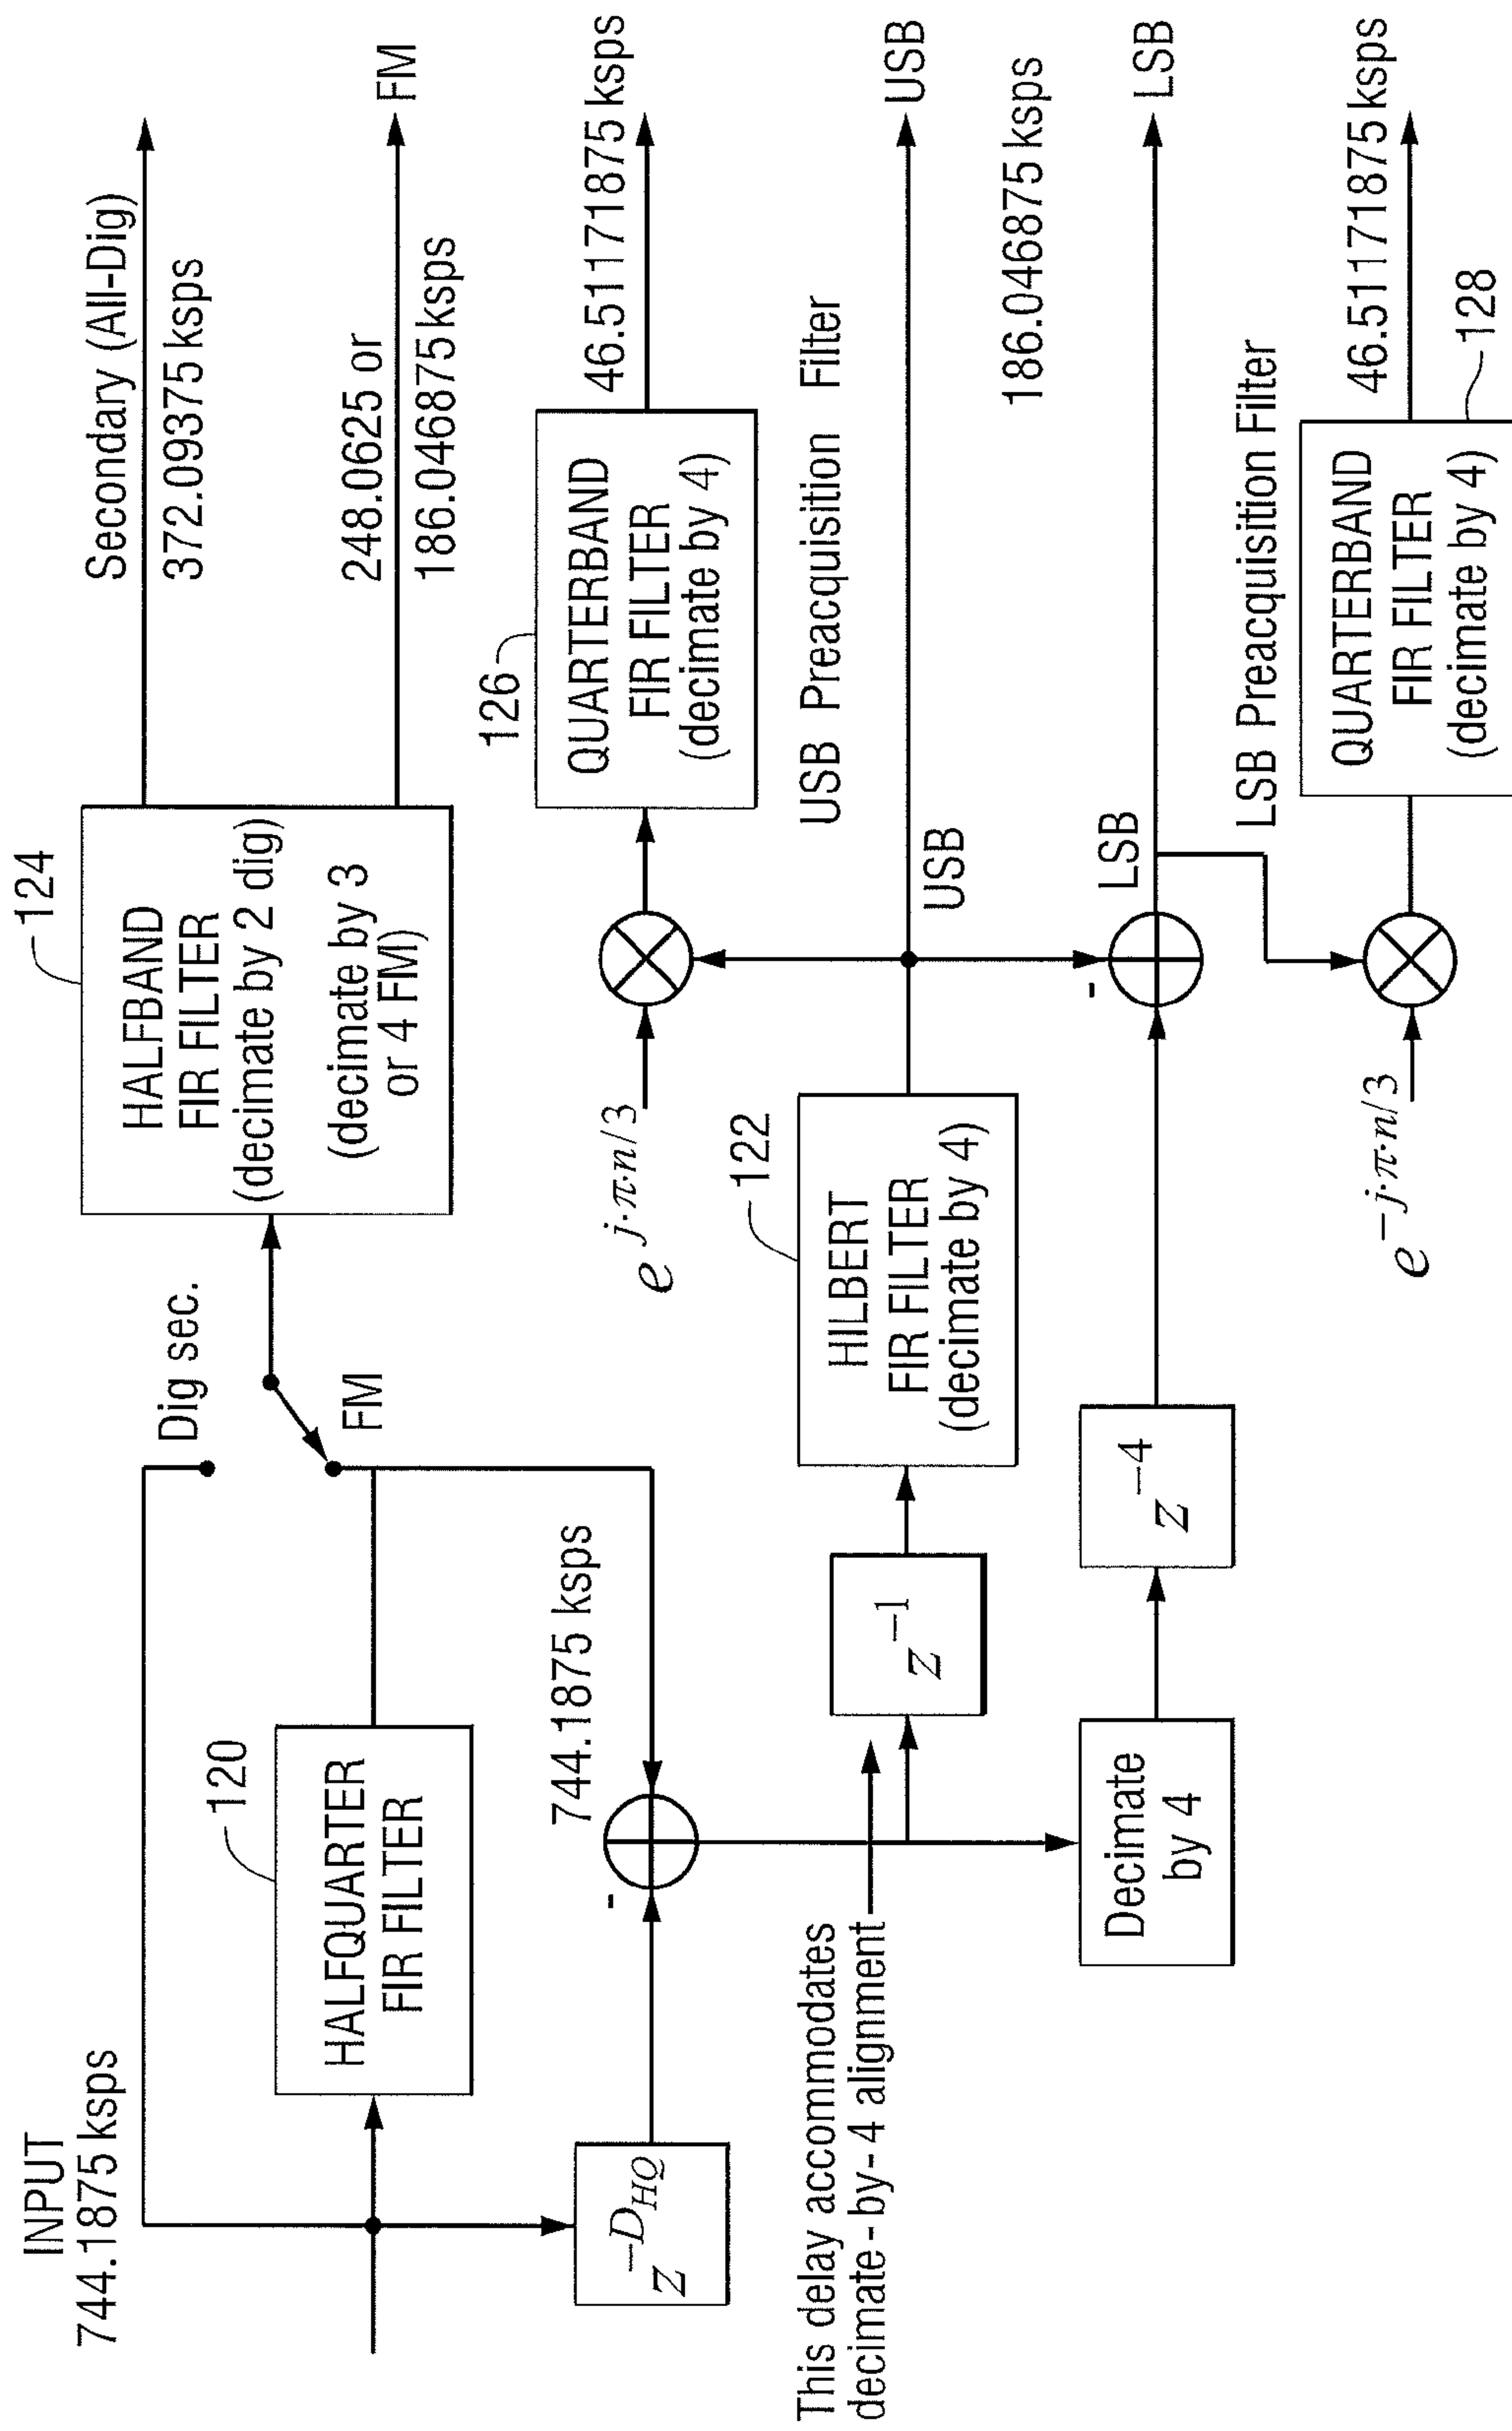 INPUT
744.1875 ksps
Dig sec.
FM
120
HALFQUARTER
FIR FILTER
124
HALFBAND
FIR FILTER
(decimate by 2 dig)
(decimate by 3
or 4 FM)
Secondary (All-Dig)
372.09375 ksps
248.0625 or
186.046875 ksps
FM
z^{-D_{HQ}}
-
744.1875 ksps
e^{j·π·n/3}
126
QUARTERBAND
FIR FILTER
(decimate by 4)
46.51171875 ksps
USB Preacquisition Filter
This delay accommodates
decimate-by-4 alignment
z^{-1}
122
HILBERT
FIR FILTER
(decimate by 4)
USB
USB
186.046875 ksps
Decimate
by 4
z^{-4}
-
LSB
LSB
LSB Preacquisition Filter
e^{-j·π·n/3}
QUARTERBAND
FIR FILTER
(decimate by 4)
46.51171875 ksps
128